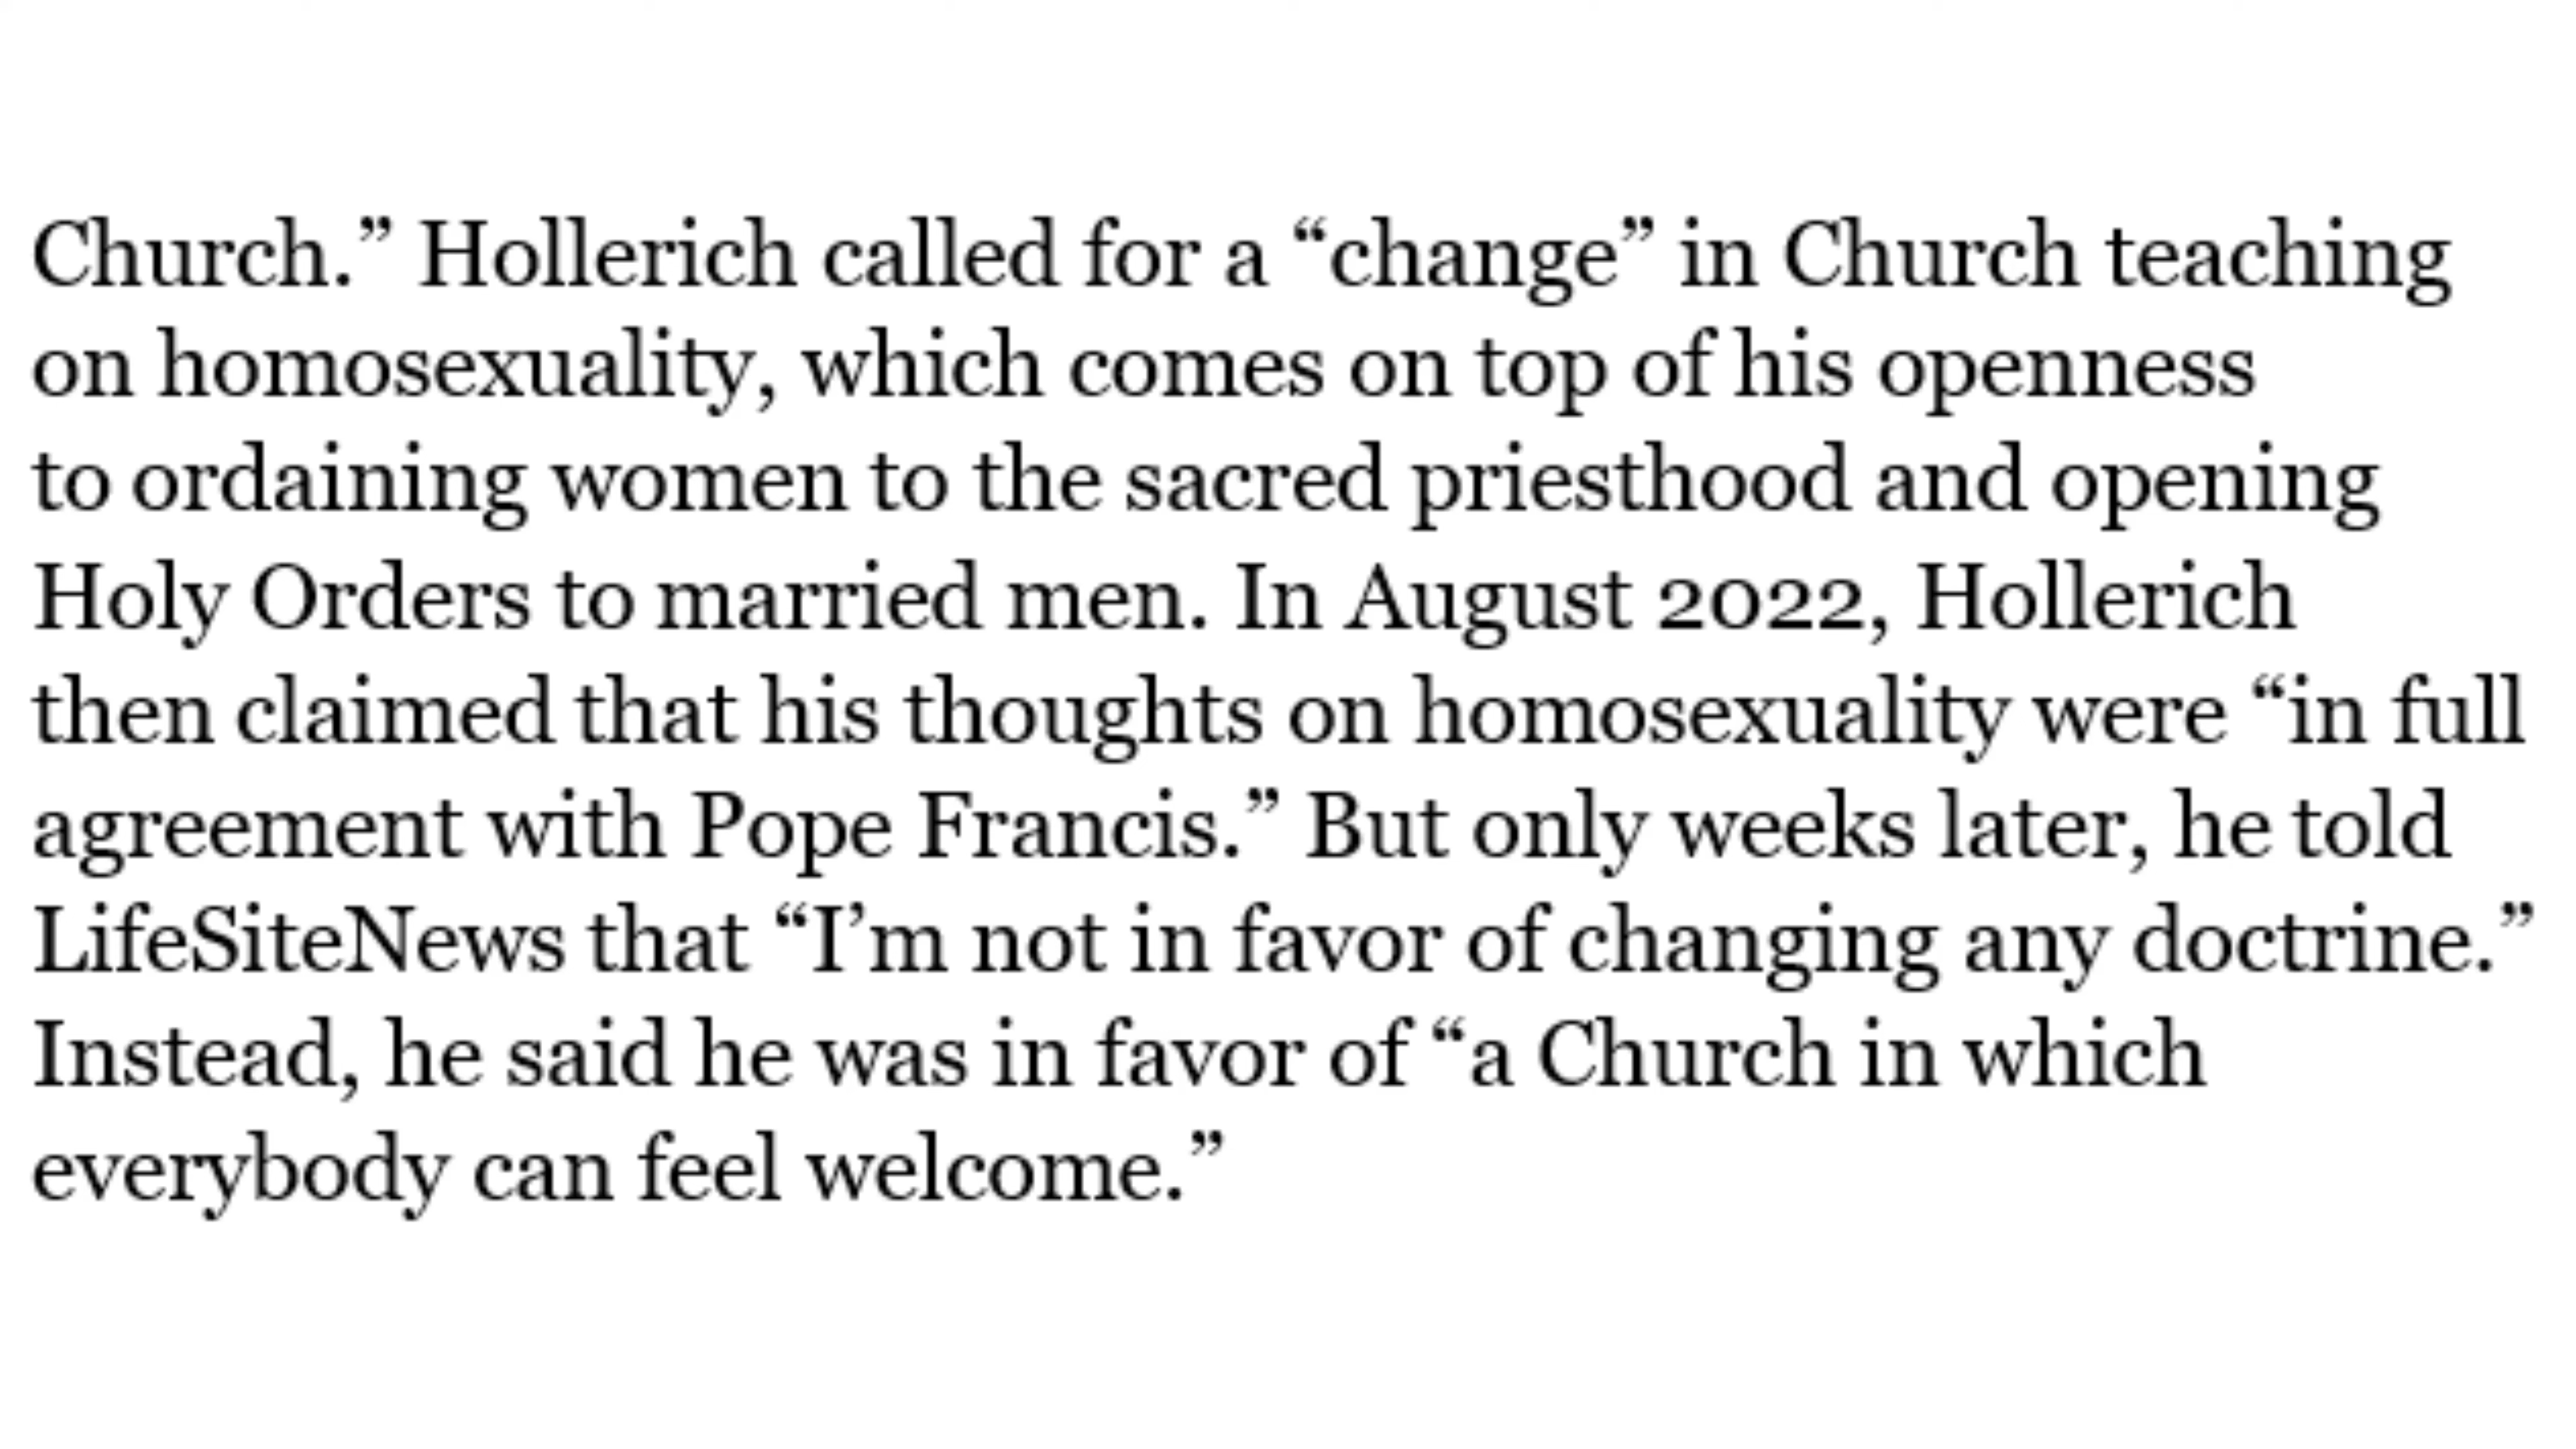 Church.” Hollerich called for a “change” in Church teaching
on homosexuality, which comes on top of his openness
to ordaining women to the sacred priesthood and opening
Holy Orders to married men. In August 2022, Hollerich
then claimed that his thoughts on homosexuality were “in full
agreement with Pope Francis.” But only weeks later, he told
LifeSiteNews that “I’m not in favor of changing any doctrine.”
Instead, he said he was in favor of “a Church in which
everybody can feel welcome.”